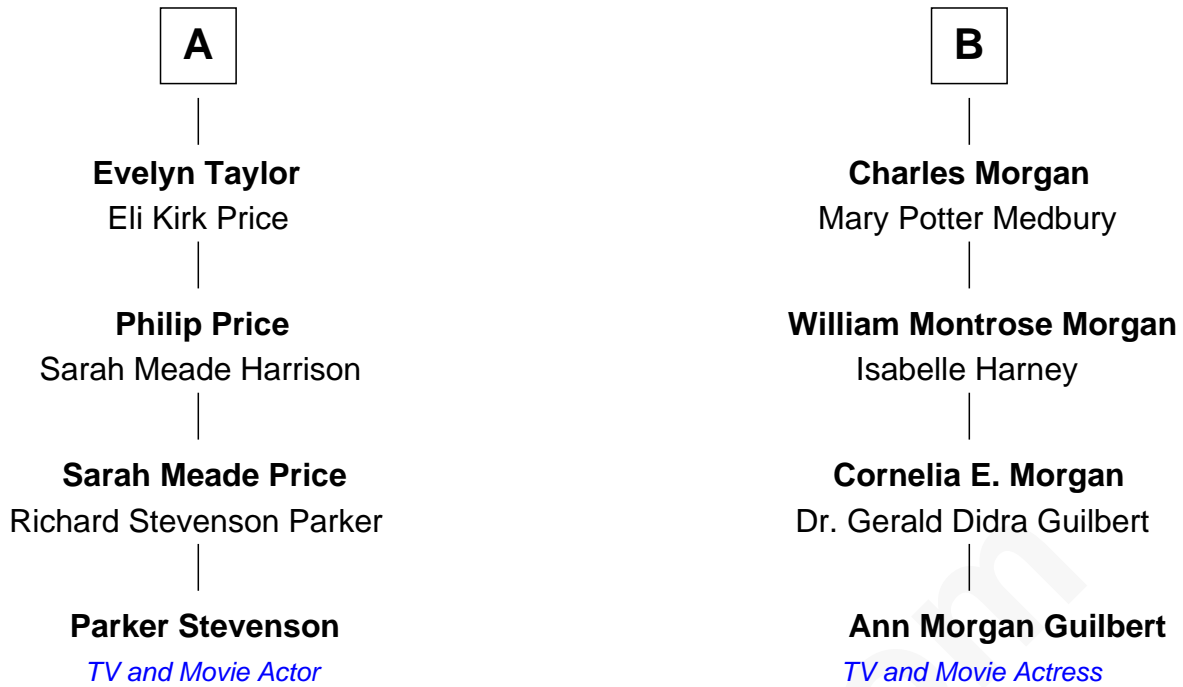 A
Evelyn Taylor
Eli Kirk Price
Philip Price
Sarah Meade Harrison
Sarah Meade Price
Richard Stevenson Parker
Parker Stevenson
TV and Movie Actor
B
Charles Morgan
Mary Potter Medbury
William Montrose Morgan
Isabelle Harney
Cornelia E. Morgan
Dr. Gerald Didra Guilbert
Ann Morgan Guilbert
TV and Movie Actress
om